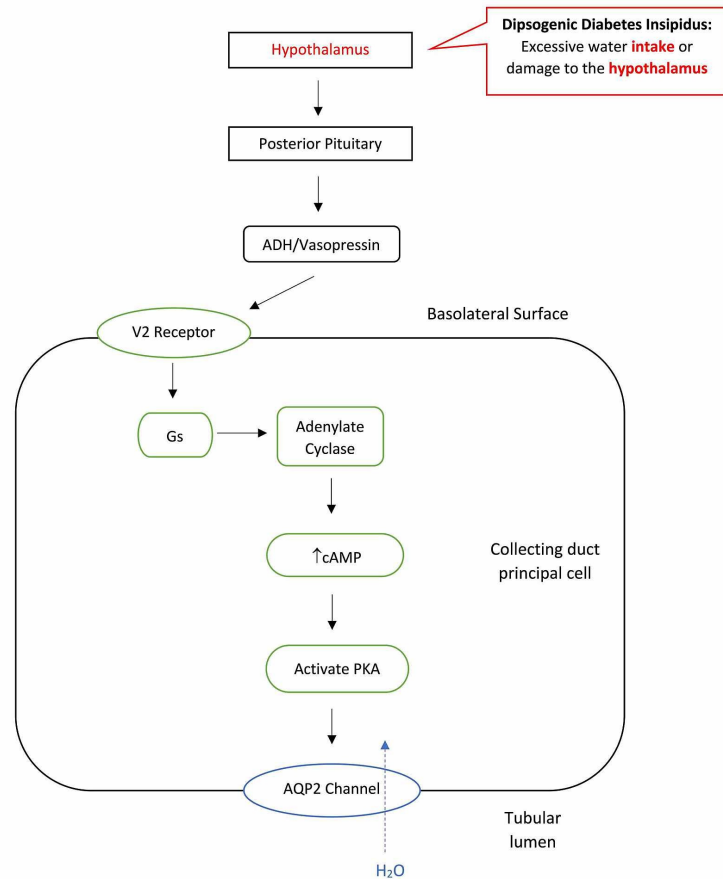 Dipsogenic Diabetes Insipidus:
Excessive water intake or
damage to the hypothalamus
Hypothalamus
Posterior Pituitary
ADH/Vasopressin
Basolateral Surface
V2 Receptor
Gs
Adenylate
Cyclase
↑cAMP
Collecting duct
principal cell
Activate PKA
AQP2 Channel
Tubular
lumen
H₂O